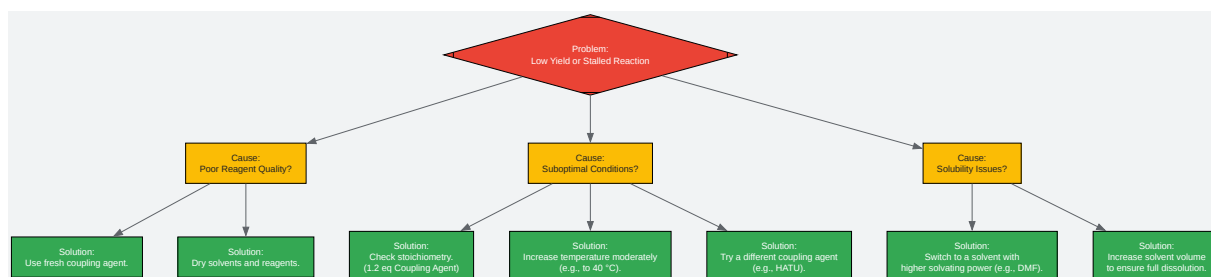 Problem:
Low Yield or Stalled Reaction
Cause:
Poor Reagent Quality?
Cause:
Suboptimal Conditions?
Cause:
Solubility Issues?
Solution:
Use fresh coupling agent.
Solution:
Dry solvents and reagents.
Solution:
Check stoichiometry.
(1.2 eq Coupling Agent)
Solution:
Increase temperature moderately
(e.g., to 40 °C).
Solution:
Try a different coupling agent
(e.g., HATU).
Solution:
Switch to a solvent with
higher solvating power (e.g., DMF).
Solution:
Increase solvent volume
to ensure full dissolution.